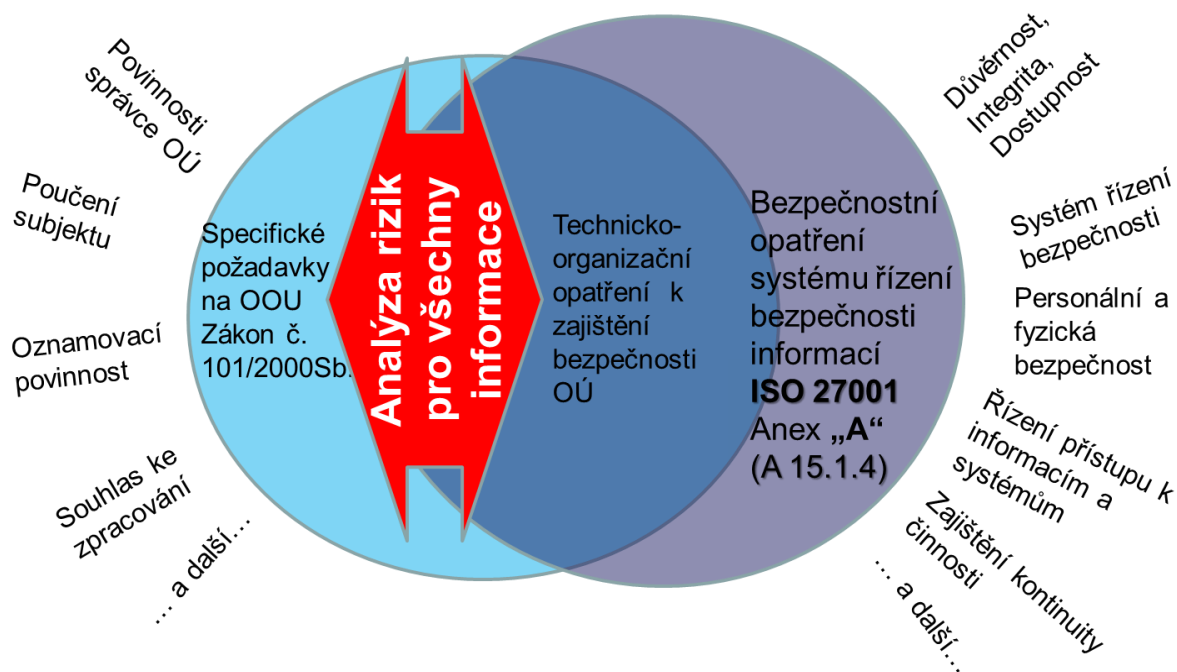 Povinnosti
správce OÚ
Poučení
subjektu
Oznamovací
povinnost
Souhlas ke
zpracování
… a další…
Specifické
požadavky
na OOU
Zákon č.
101/2000Sb.
Analýza rizik
pro všechny
informace
Technicko-
organizační
opatření k
zajištění
bezpečnosti
OÚ
Bezpečnostní
opatření
systému řízení
bezpečnosti
informací
ISO 27001
Anex „A“
(A 15.1.4)
Důvěrnost,
Integrita,
Dostupnost
Systém řízení
bezpečnosti
Personální a
fyzická
bezpečnost
Řízení přístupu k
informacím a
systémům
Zajištění kontinuity
činnosti
… a další…